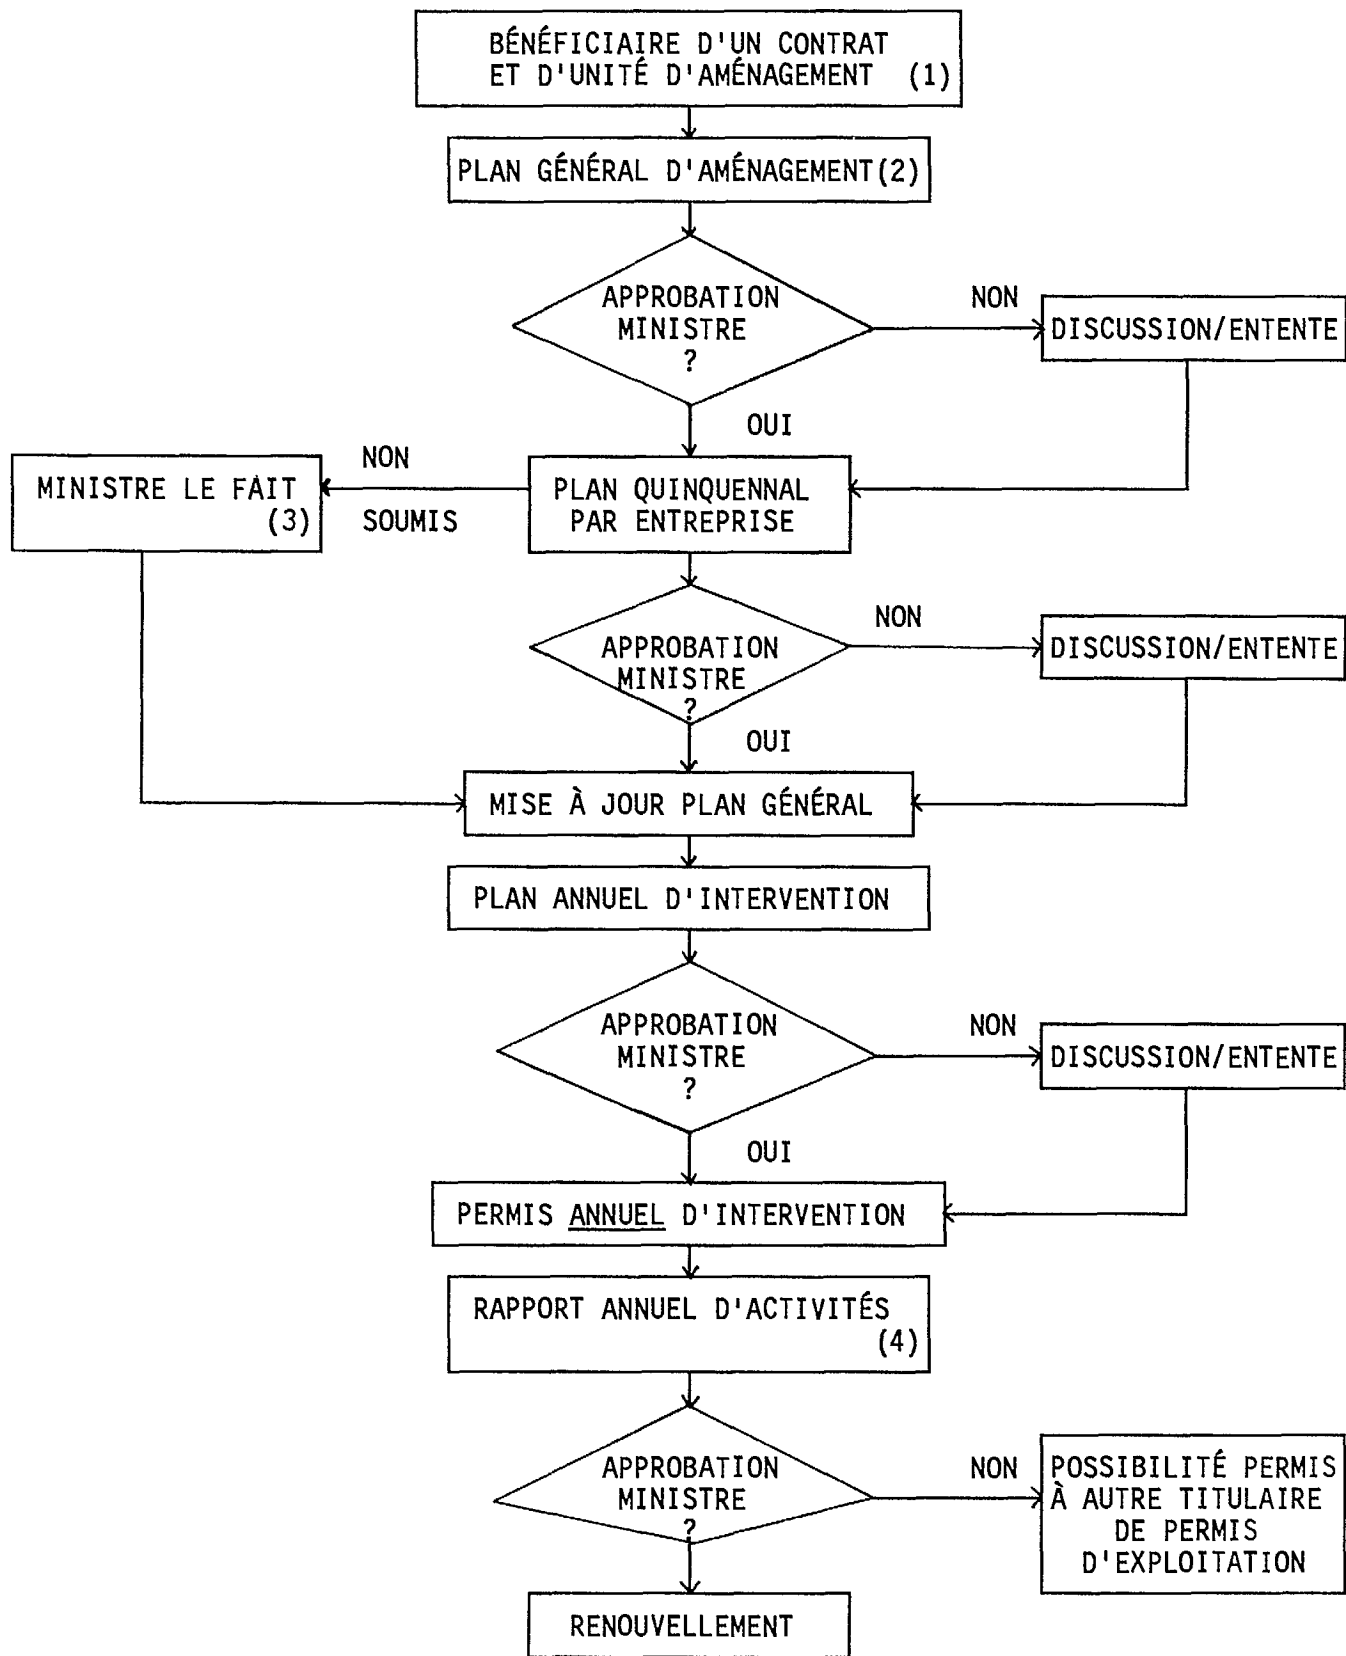 BÉNÉFICIAIRE D'UN CONTRAT
ET D'UNITÉ D'AMÉNAGEMENT (1)
PLAN GÉNÉRAL D'AMÉNAGEMENT(2)
APPROBATION
MINISTRE
?
NON
DISCUSSION/ENTENTE
OUI
MINISTRE LE FAIT
(3)
NON
SOUMIS
PLAN QUINQUENNAL
PAR ENTREPRISE
APPROBATION
MINISTRE
?
NON
DISCUSSION/ENTENTE
OUI
MISE À JOUR PLAN GÉNÉRAL
PLAN ANNUEL D'INTERVENTION
APPROBATION
MINISTRE
?
NON
DISCUSSION/ENTENTE
OUI
PERMIS ANNUEL D'INTERVENTION
RAPPORT ANNUEL D'ACTIVITÉS
(4)
APPROBATION
MINISTRE
?
NON
POSSIBILITÉ PERMIS
À AUTRE TITULAIRE
DE PERMIS
D'EXPLOITATION
RENOUVELLEMENT